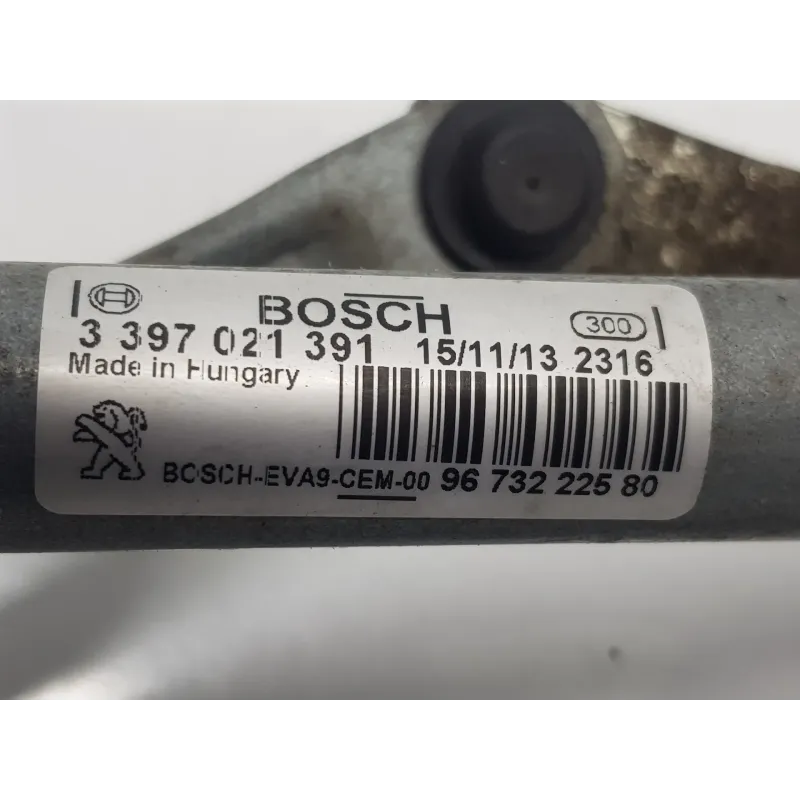 BOSCH 300
3 397 021 391 15/11/13 2316
Made in Hungary
BOSCH-EVA9-CEM-00 96 732 225 80